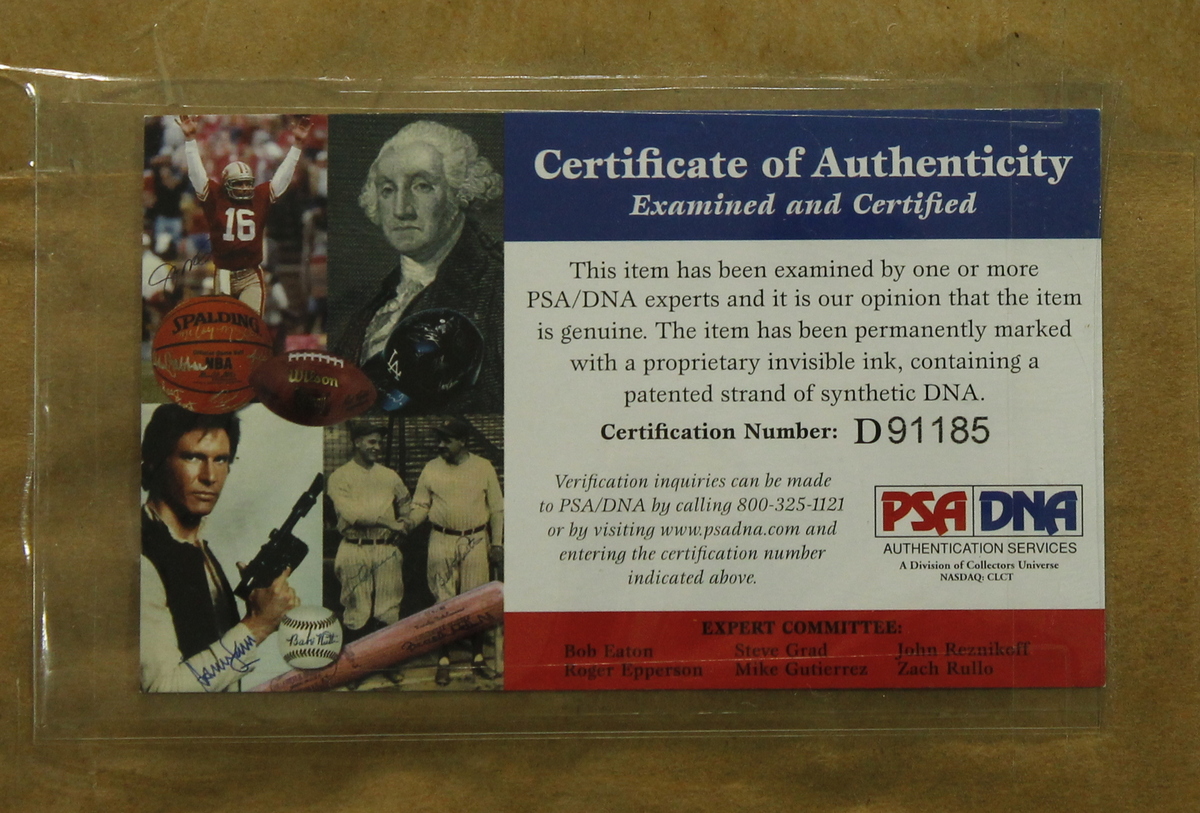 Certificate of Authenticity
Examined and Certified
This item has been examined by one or more
PSA/DNA experts and it is our opinion that the item
is genuine. The item has been permanently marked
with a proprietary invisible ink, containing a
patented strand of synthetic DNA.
Certification Number: D91185
Verification inquiries can be made
to PSA/DNA by calling 800-325-1121
or by visiting www.psadna.com and
entering the certification number
indicated above.
PSA DNA
AUTHENTICATION SERVICES
A Division of Collectors Universe
NASDAQ: CLCT
EXPERT COMMITTEE:
Bob Eaton Steve Grad John Reznikoff
Roger Epperson Mike Gutierrez Zach Rullo
16
SPALDING
NBA
Wilson
LA
Babe Ruth